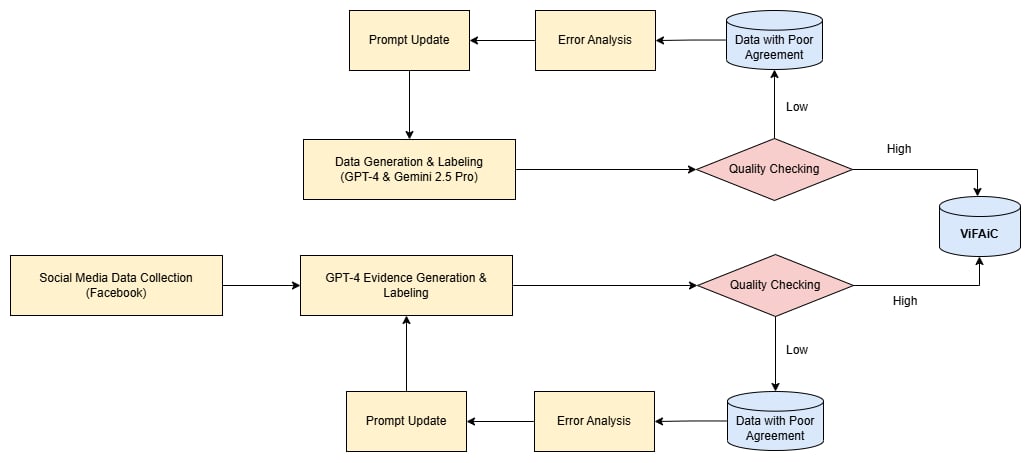 Prompt Update
Error Analysis
Data with Poor
Agreement
Low
Data Generation & Labeling
(GPT-4 & Gemini 2.5 Pro)
Quality Checking
High
ViFAiC
Social Media Data Collection
(Facebook)
GPT-4 Evidence Generation &
Labeling
Quality Checking
High
Low
Prompt Update
Error Analysis
Data with Poor
Agreement